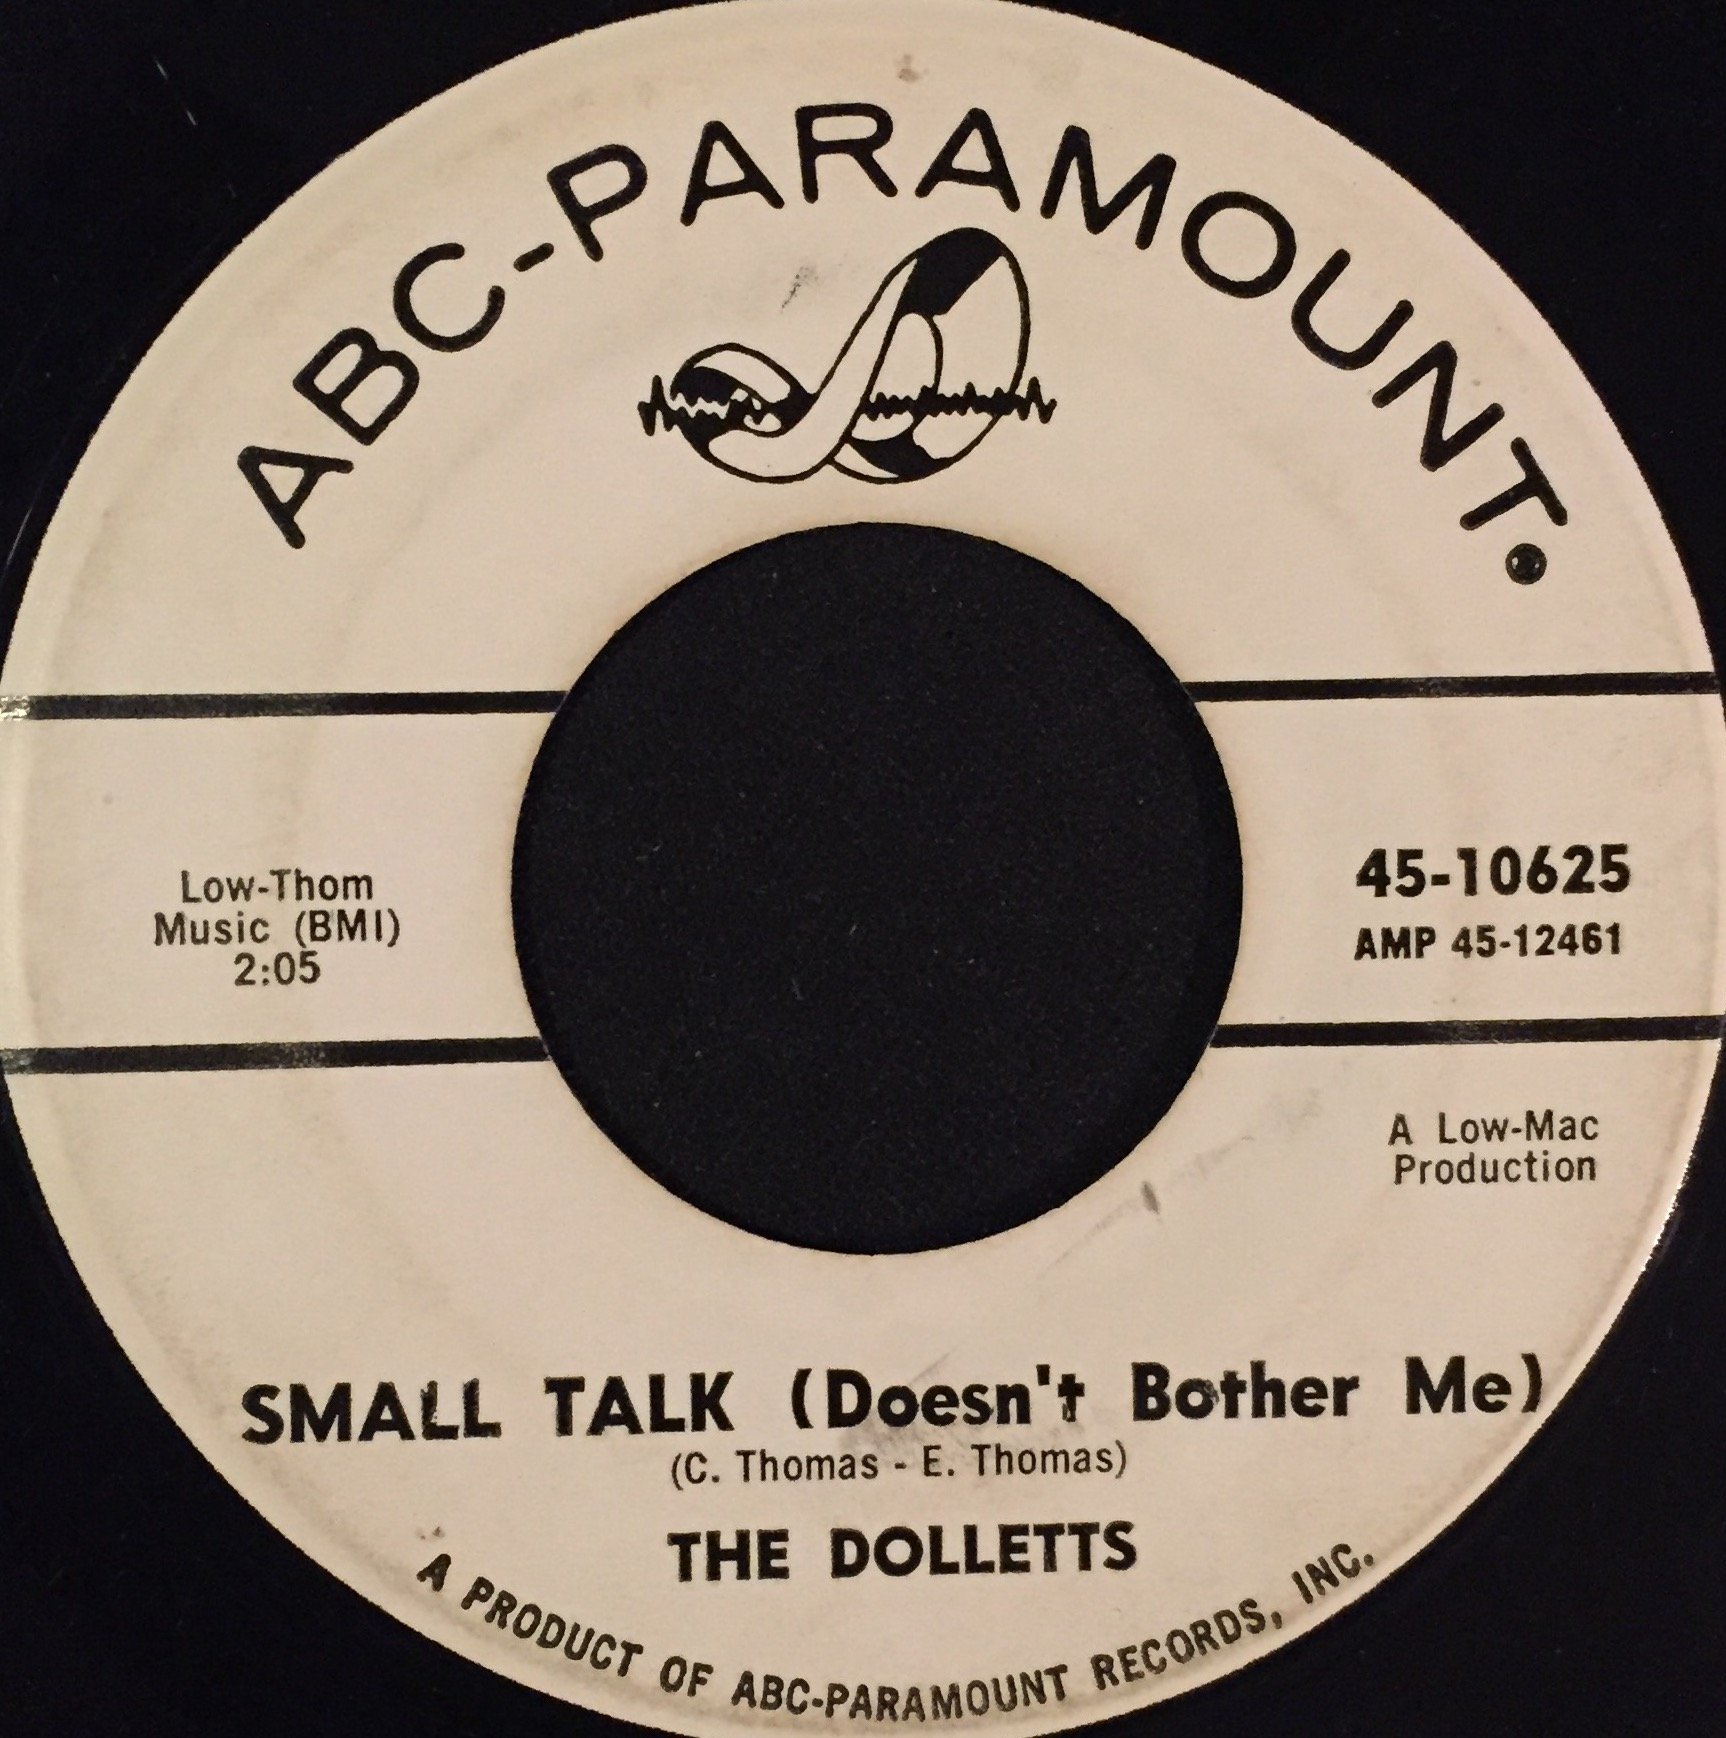 ABC-PARAMOUNT.
Low-Thom
Music (BMI)
2:05
45-10625
AMP 45-12461
A Low-Mac
Production
SMALL TALK (Doesn't Bother Me)
(C. Thomas - E. Thomas)
THE DOLLETTS
A PRODUCT OF ABC-PARAMOUNT RECORDS, INC.